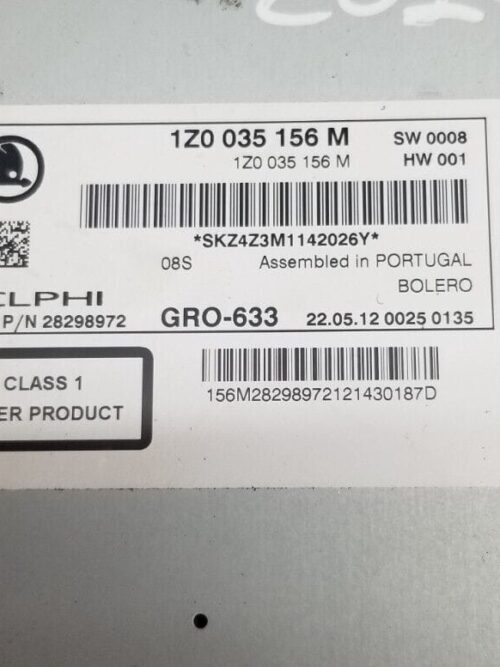 1Z0 035 156 M SW 0008
1Z0 035 156 M HW 001
*SKZ4Z3M1142026Y*
08S Assembled in PORTUGAL
BOLERO
ELPHI
P/N 28298972 GRO-633 22.05.12 0025 0135
CLASS 1
ER PRODUCT
156M28298972121430187D